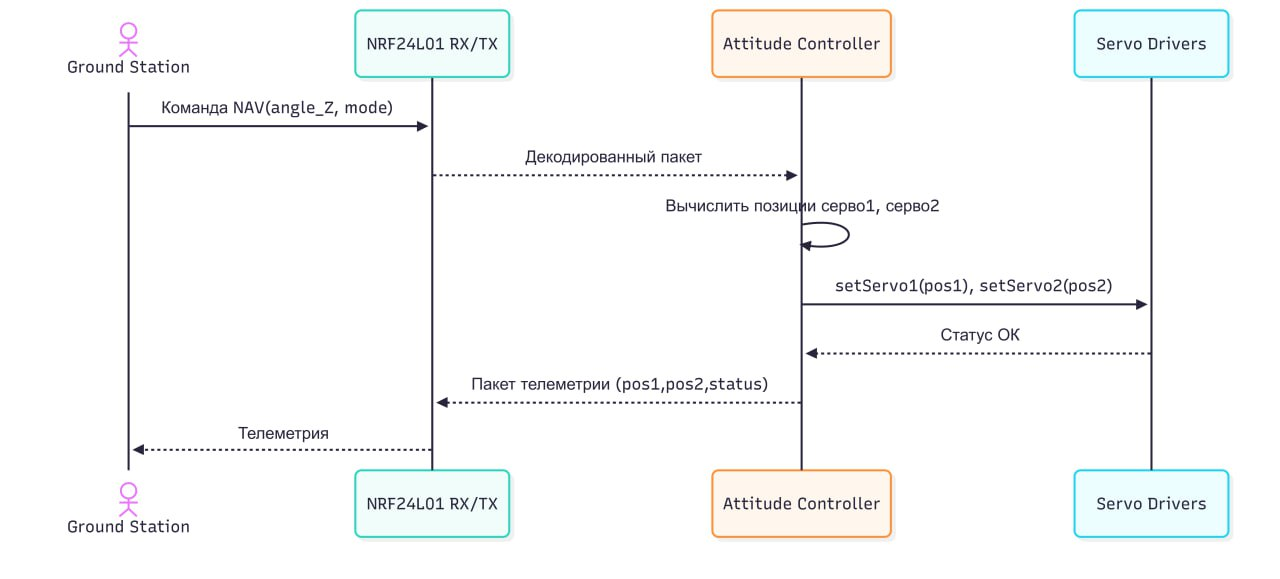 Ground Station
NRF24L01 RX/TX
Attitude Controller
Servo Drivers
Команда NAV(angle_Z, mode)
Декодированный пакет
Вычислить позиции серво1, серво2
setServo1(pos1), setServo2(pos2)
Статус ОК
Пакет телеметрии (pos1,pos2,status)
Телеметрия
Ground Station
NRF24L01 RX/TX
Attitude Controller
Servo Drivers